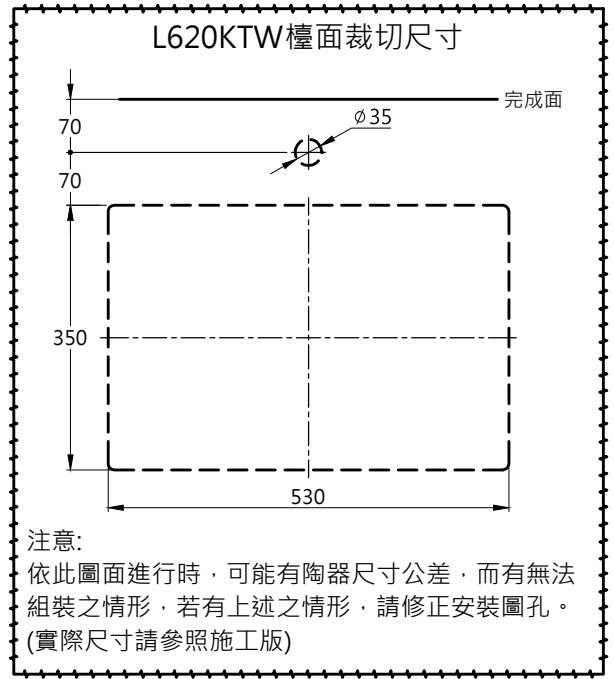 L620KTW檯面裁切尺寸
完成面
70
⌀35
70
350
530
注意:
依此圖面進行時，可能有陶器尺寸公差，而有無法
組裝之情形，若有上述之情形，請修正安裝圖孔。
(實際尺寸請參照施工版)